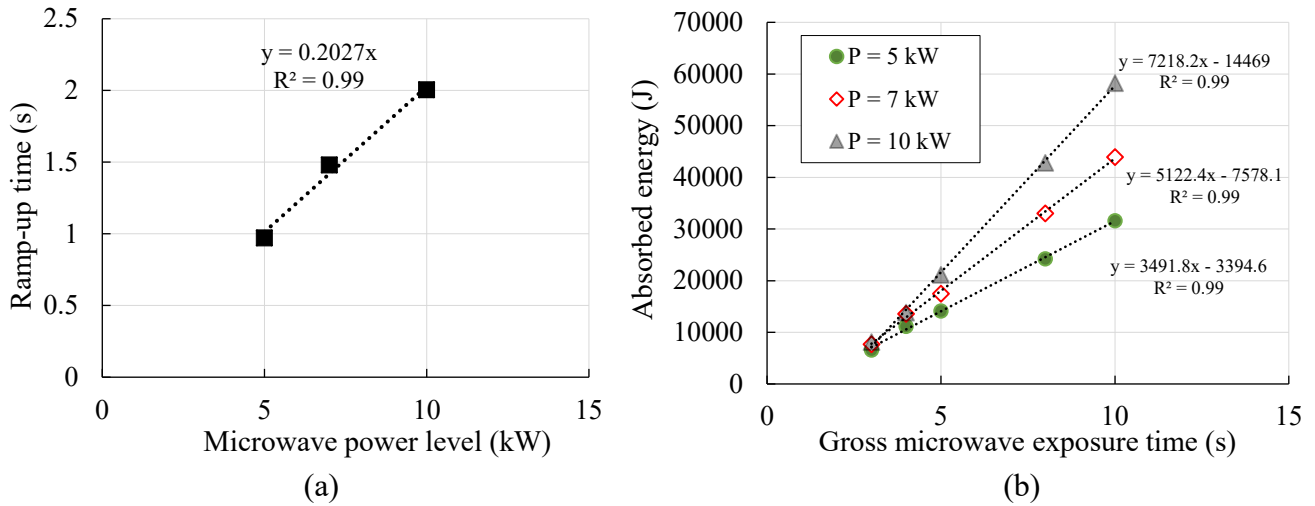 y = 0.2027x
R² = 0.99
Ramp-up time (s)
2.5
2
1.5
1
0.5
0
0
5
10
15
Microwave power level (kW)
(a)
P = 5 kW
P = 7 kW
P = 10 kW
y = 7218.2x - 14469
R² = 0.99
y = 5122.4x - 7578.1
R² = 0.99
y = 3491.8x - 3394.6
R² = 0.99
Absorbed energy (J)
70000
60000
50000
40000
30000
20000
10000
0
0
5
10
15
Gross microwave exposure time (s)
(b)